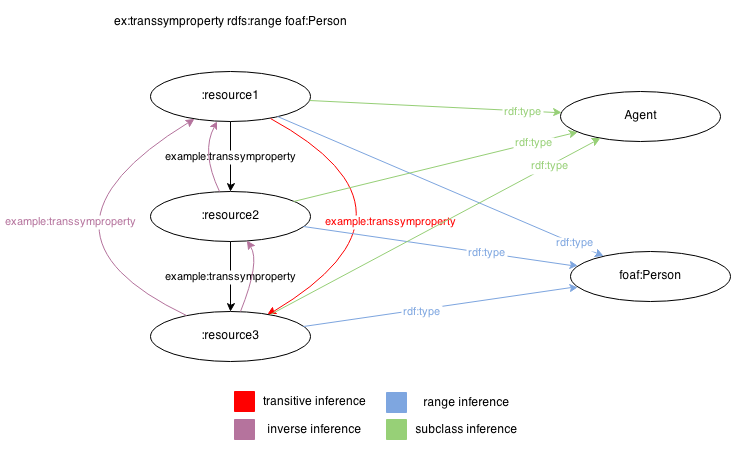 ex:transsymproperty rdfs:range foaf:Person
:resource1
rdf:type
Agent
rdf:type
example:transsymproperty
rdf:type
:resource2
example:transsymproperty
example:transsymproperty
rdf:type
rdf:type
example:transsymproperty
foaf:Person
rdf:type
:resource3
transitive inference
range inference
inverse inference
subclass inference